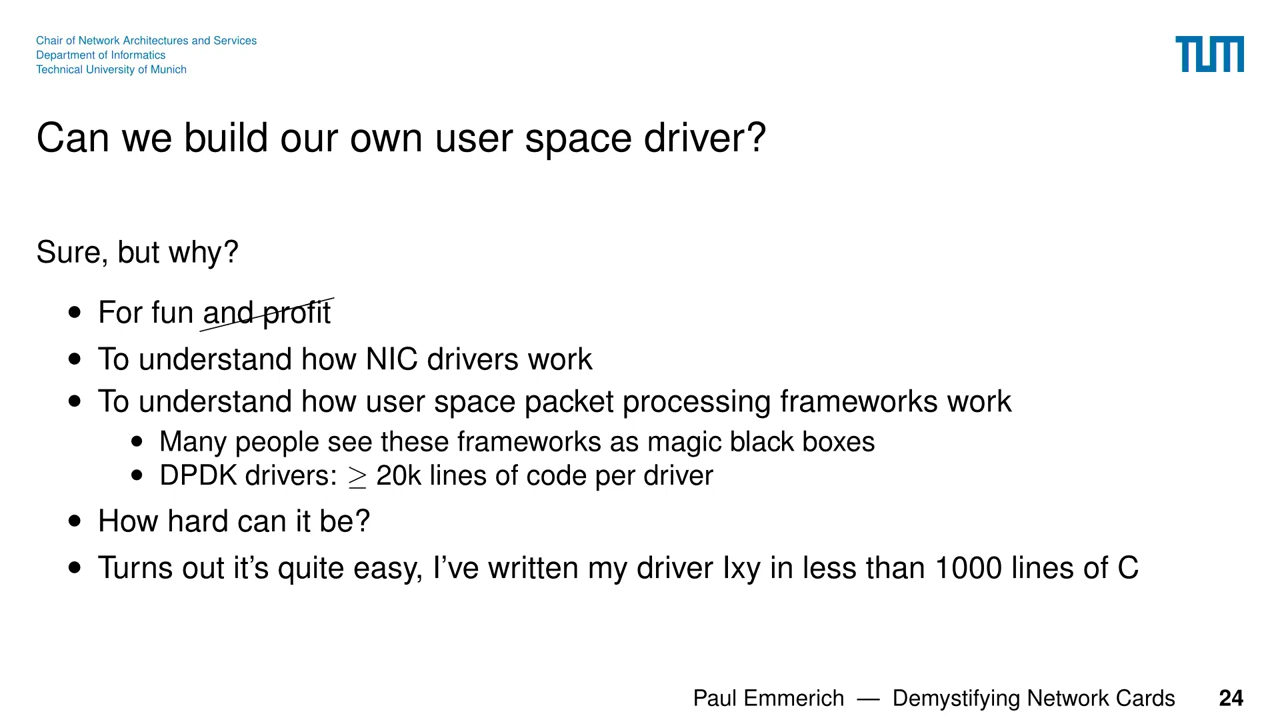 Chair of Network Architectures and Services
Department of Informatics
Technical University of Munich
TUM
Can we build our own user space driver?
Sure, but why?
• For fun and profit
• To understand how NIC drivers work
• To understand how user space packet processing frameworks work
• Many people see these frameworks as magic black boxes
• DPDK drivers: ≥ 20k lines of code per driver
• How hard can it be?
• Turns out it's quite easy, I've written my driver Ixy in less than 1000 lines of C
Paul Emmerich — Demystifying Network Cards 24